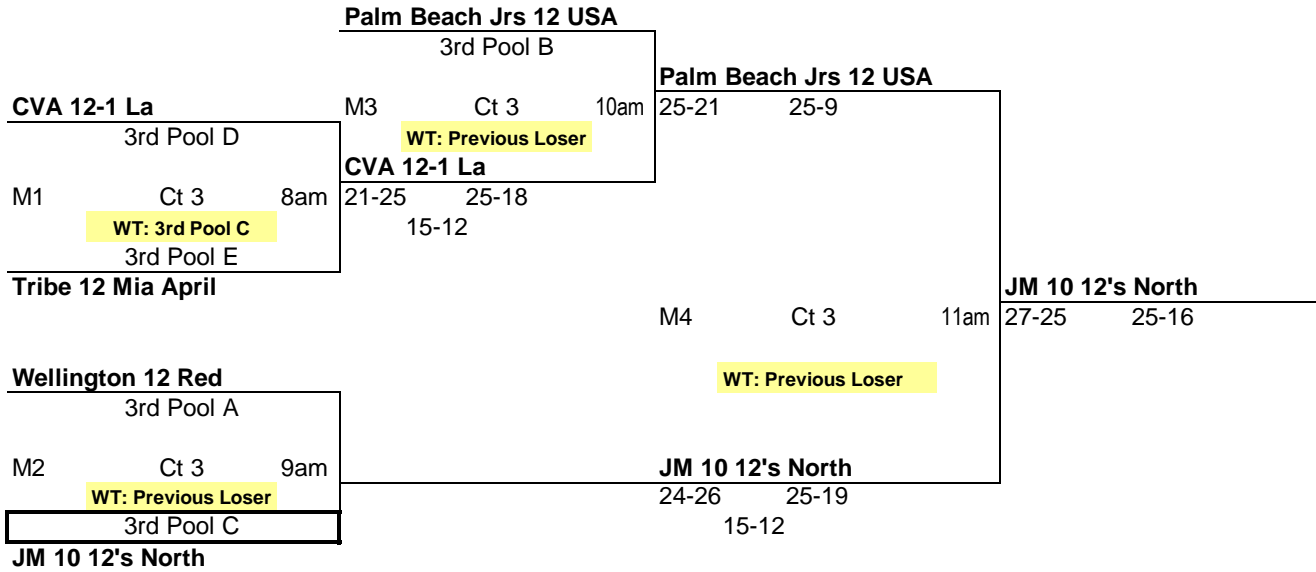 Palm Beach Jrs 12 USA
3rd Pool B
Palm Beach Jrs 12 USA
CVA 12-1 La M3 Ct 3 10am 25-21 25-9
3rd Pool D WT: Previous Loser
CVA 12-1 La
M1 Ct 3 8am 21-25 25-18
WT: 3rd Pool C 15-12
3rd Pool E
Tribe 12 Mia April JM 10 12's North
M4 Ct 3 11am 27-25 25-16
Wellington 12 Red WT: Previous Loser
3rd Pool A
M2 Ct 3 9am JM 10 12's North
WT: Previous Loser 24-26 25-19
3rd Pool C 15-12
JM 10 12's North